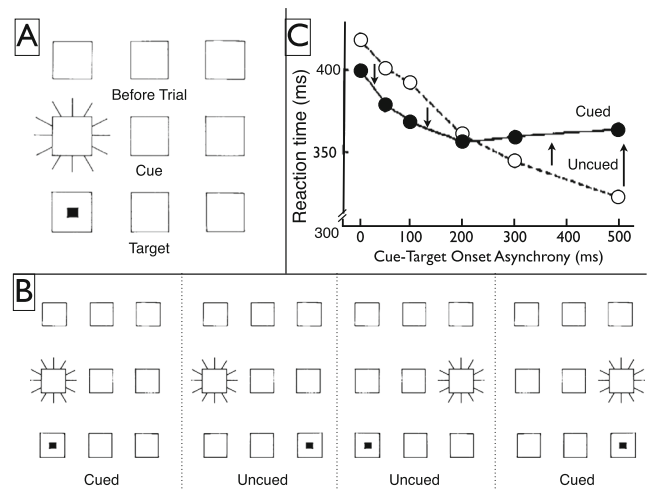 A
Before Trial
Cue
Target
C
Reaction time (ms)
400
350
300
Cued
Uncued
0 100 200 300 400 500
Cue-Target Onset Asynchrony (ms)
B
Cued Uncued Uncued Cued